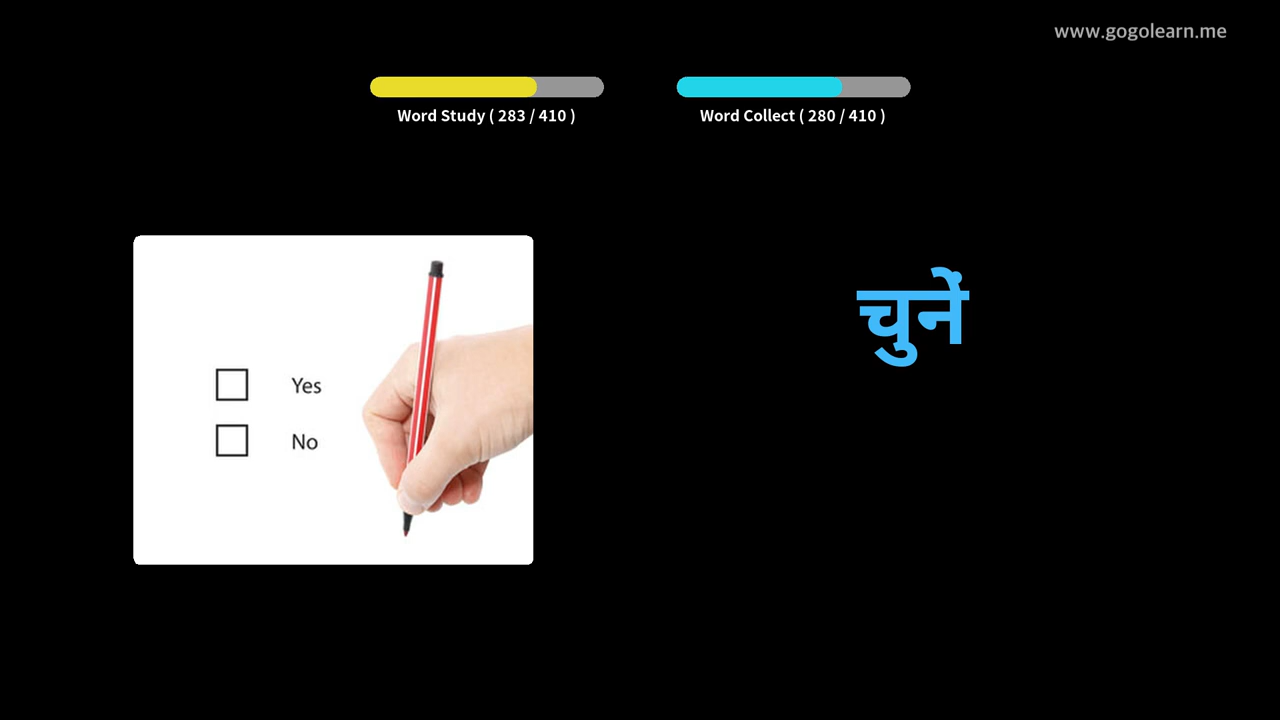 www.gogolearn.me
Word Study ( 283 / 410 )
Word Collect ( 280 / 410 )
चुनें
Yes
No